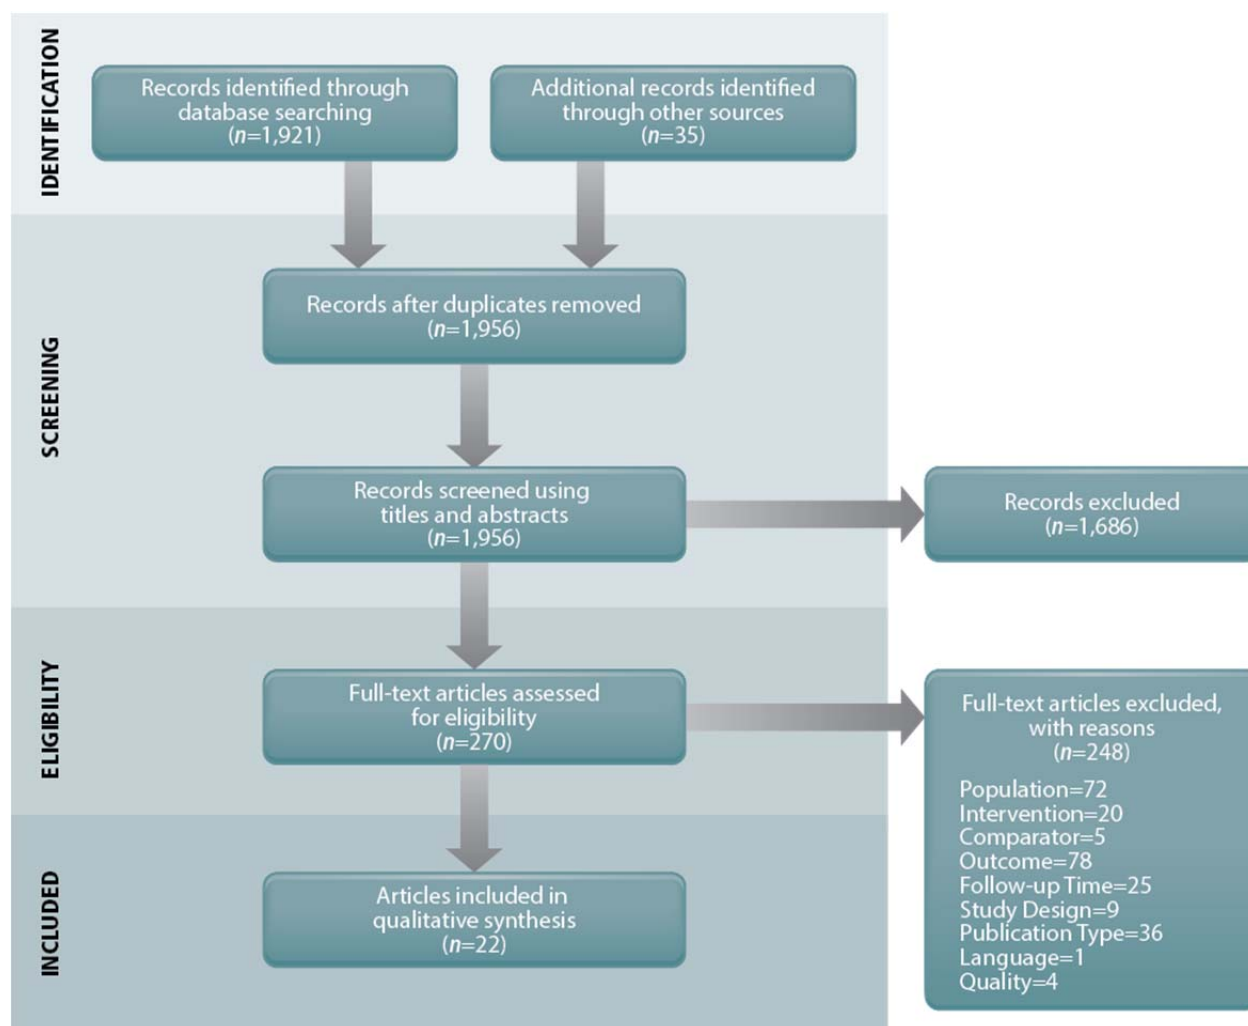 IDENTIFICATION
Records identified through
database searching
(n=1,921)
Additional records identified
through other sources
(n=35)
SCREENING
Records after duplicates removed
(n=1,956)
Records screened using
titles and abstracts
(n=1,956)
Records excluded
(n=1,686)
ELIGIBILITY
Full-text articles assessed
for eligibility
(n=270)
Full-text articles excluded,
with reasons
(n=248)
Population=72
Intervention=20
Comparator=5
Outcome=78
Follow-up Time=25
Study Design=9
Publication Type=36
Language=1
Quality=4
INCLUDED
Articles included in
qualitative synthesis
(n=22)